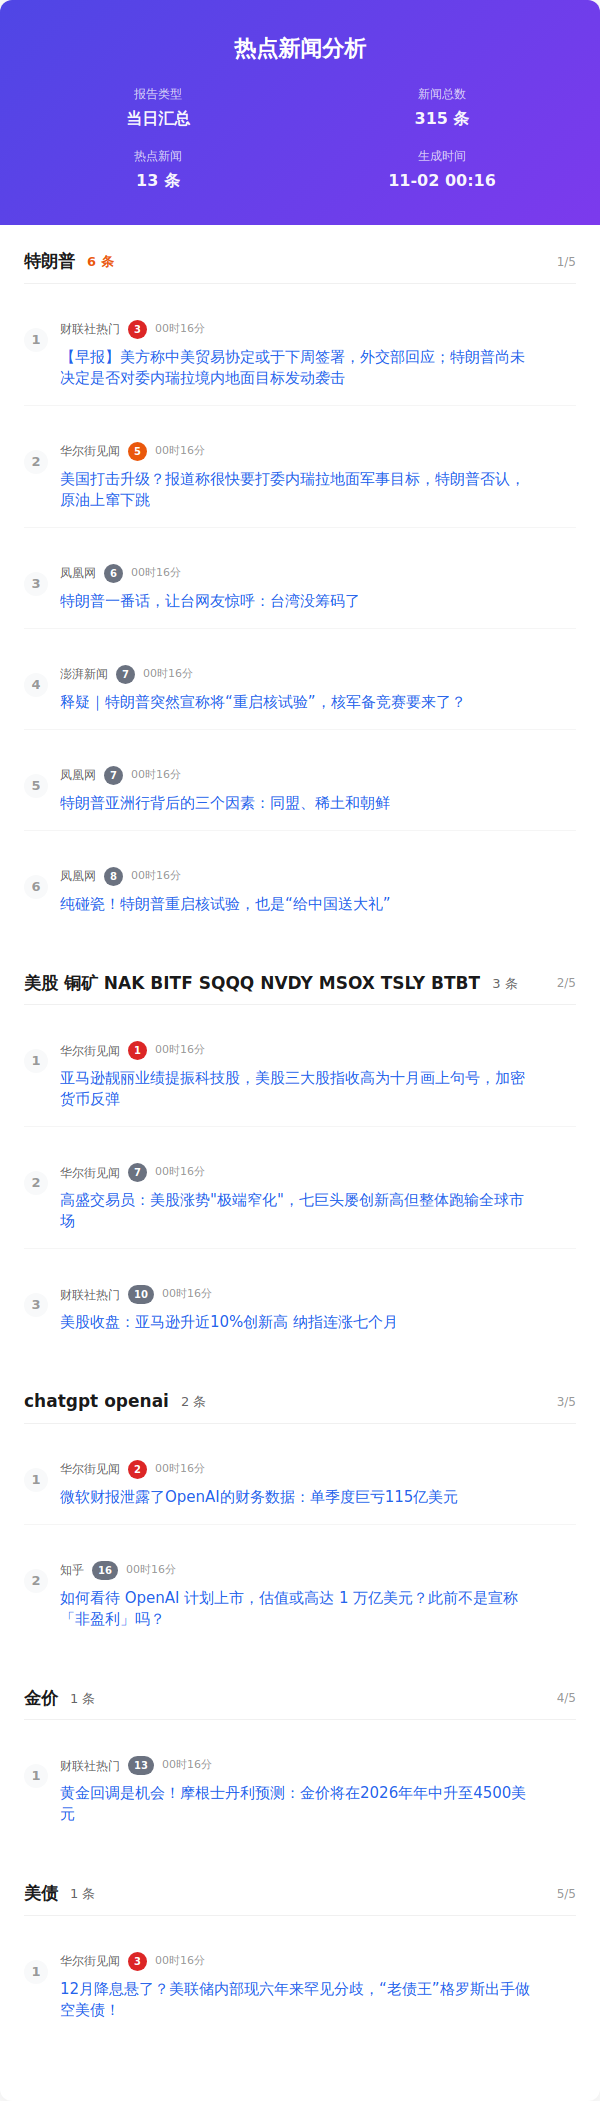 热点新闻分析
报告类型
新闻总数
当日汇总
315 条
热点新闻
生成时间
13 条
11-02 00:16
特朗普 6 条 1/5
1
财联社热门 3 00时16分
【早报】美方称中美贸易协定或于下周签署，外交部回应；特朗普尚未
决定是否对委内瑞拉境内地面目标发动袭击
2
华尔街见闻 5 00时16分
美国打击升级？报道称很快要打委内瑞拉地面军事目标，特朗普否认，
原油上窜下跳
3
凤凰网 6 00时16分
特朗普一番话，让台网友惊呼：台湾没筹码了
4
澎湃新闻 7 00时16分
释疑｜特朗普突然宣称将“重启核试验”，核军备竞赛要来了？
5
凤凰网 7 00时16分
特朗普亚洲行背后的三个因素：同盟、稀土和朝鲜
6
凤凰网 8 00时16分
纯碰瓷！特朗普重启核试验，也是“给中国送大礼”
美股 铜矿 NAK BITF SQQQ NVDY MSOX TSLY BTBT 3 条 2/5
1
华尔街见闻 1 00时16分
亚马逊靓丽业绩提振科技股，美股三大股指收高为十月画上句号，加密
货币反弹
2
华尔街见闻 7 00时16分
高盛交易员：美股涨势"极端窄化"，七巨头屡创新高但整体跑输全球市
场
3
财联社热门 10 00时16分
美股收盘：亚马逊升近10%创新高 纳指连涨七个月
chatgpt openai 2 条 3/5
1
华尔街见闻 2 00时16分
微软财报泄露了OpenAI的财务数据：单季度巨亏115亿美元
2
知乎 16 00时16分
如何看待 OpenAI 计划上市，估值或高达 1 万亿美元？此前不是宣称
「非盈利」吗？
金价 1 条 4/5
1
财联社热门 13 00时16分
黄金回调是机会！摩根士丹利预测：金价将在2026年年中升至4500美
元
美债 1 条 5/5
1
华尔街见闻 3 00时16分
12月降息悬了？美联储内部现六年来罕见分歧，“老债王”格罗斯出手做
空美债！